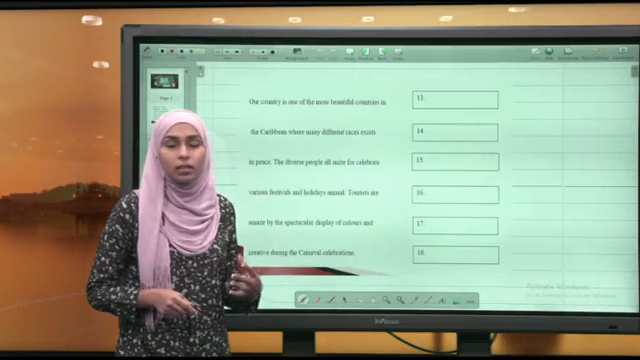 Our country is one of the more beautiful countries in
13.
the Caribbean where many different races exists
14.
in peace. The diverse people all unite for celebrate
15.
various festivals and holidays annual. Tourists are
16.
amaze by the spectacular display of colours and
17.
creative during the Carnival celebrations.
18.
Activate Windows
InFocus